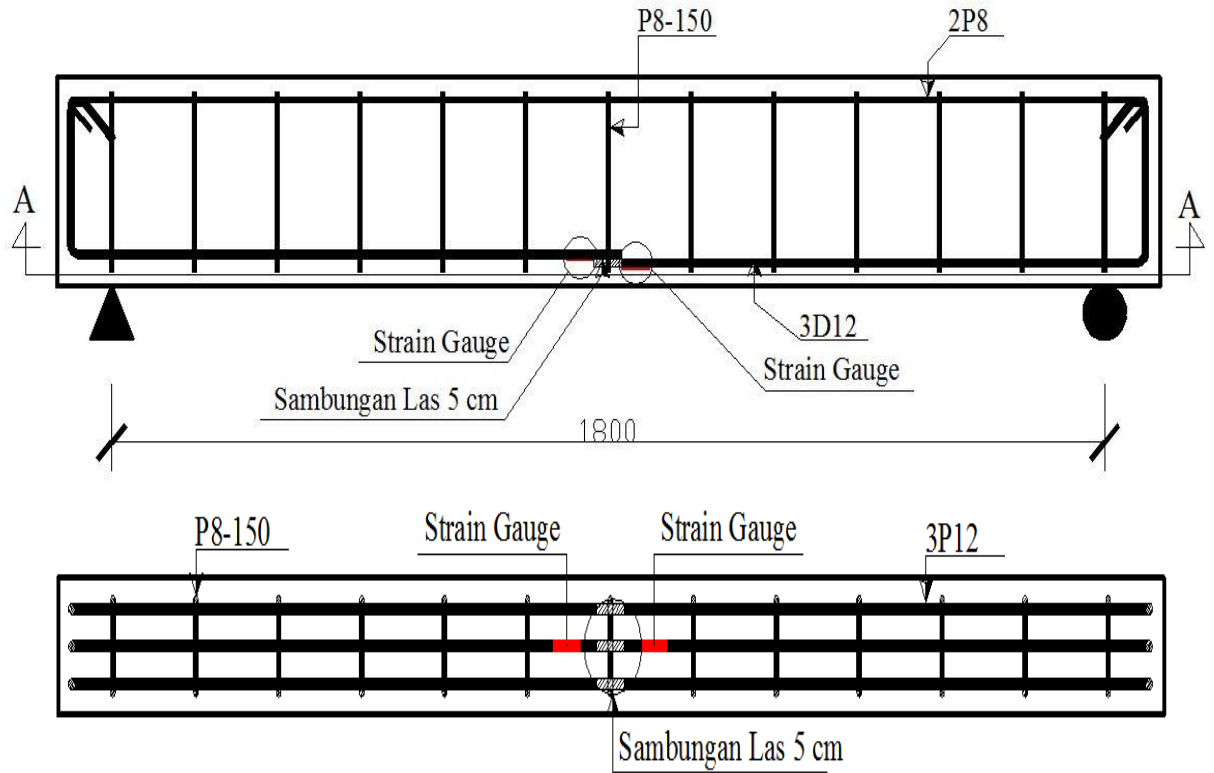 P8-150
2P8
A
A
Strain Gauge
3D12
Strain Gauge
Sambungan Las 5 cm
1800
P8-150
Strain Gauge
Strain Gauge
3P12
Sambungan Las 5 cm